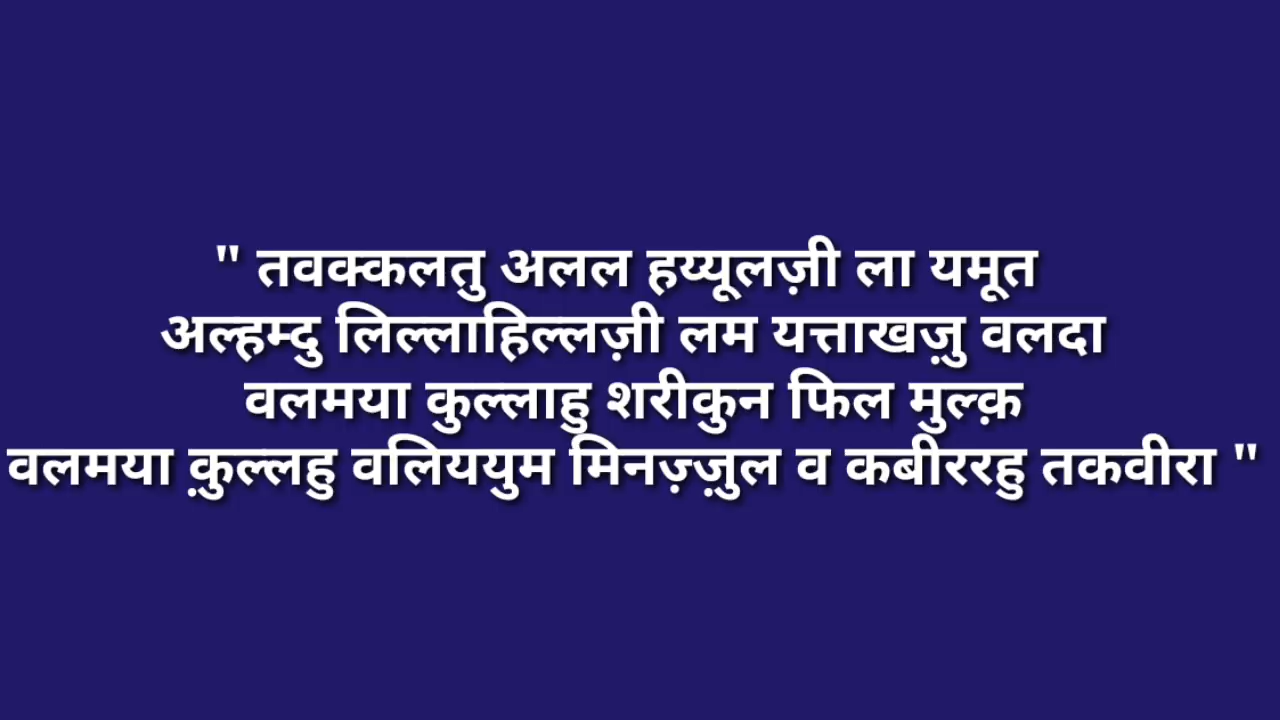 " तवक्कलतु अलल हय्यूलज़ी ला यमूत
अल्हम्दु लिल्लाहिल्लज़ी लम यत्ताखज़ु वलदा
वलमया कुल्लाहु शरीकुन फिल मुल्क़
वलमया क़ुल्लहु वलिययुम मिनज़्ज़ुल व कबीररहु तकवीरा "